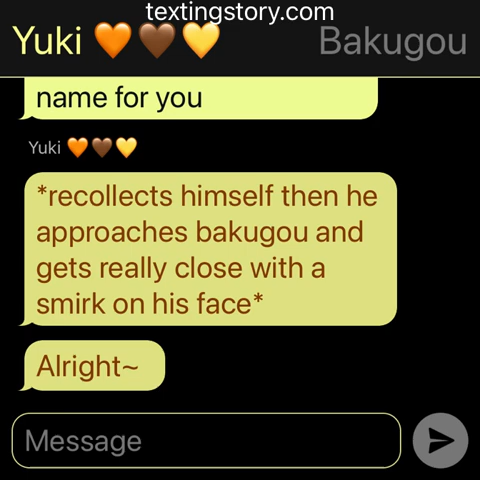 textingstory.com
Yuki 🧡🤎💛 Bakugou
name for you
Yuki 🧡🤎💛
*recollects himself then he
approaches bakugou and
gets really close with a
smirk on his face*
Alright~
Message